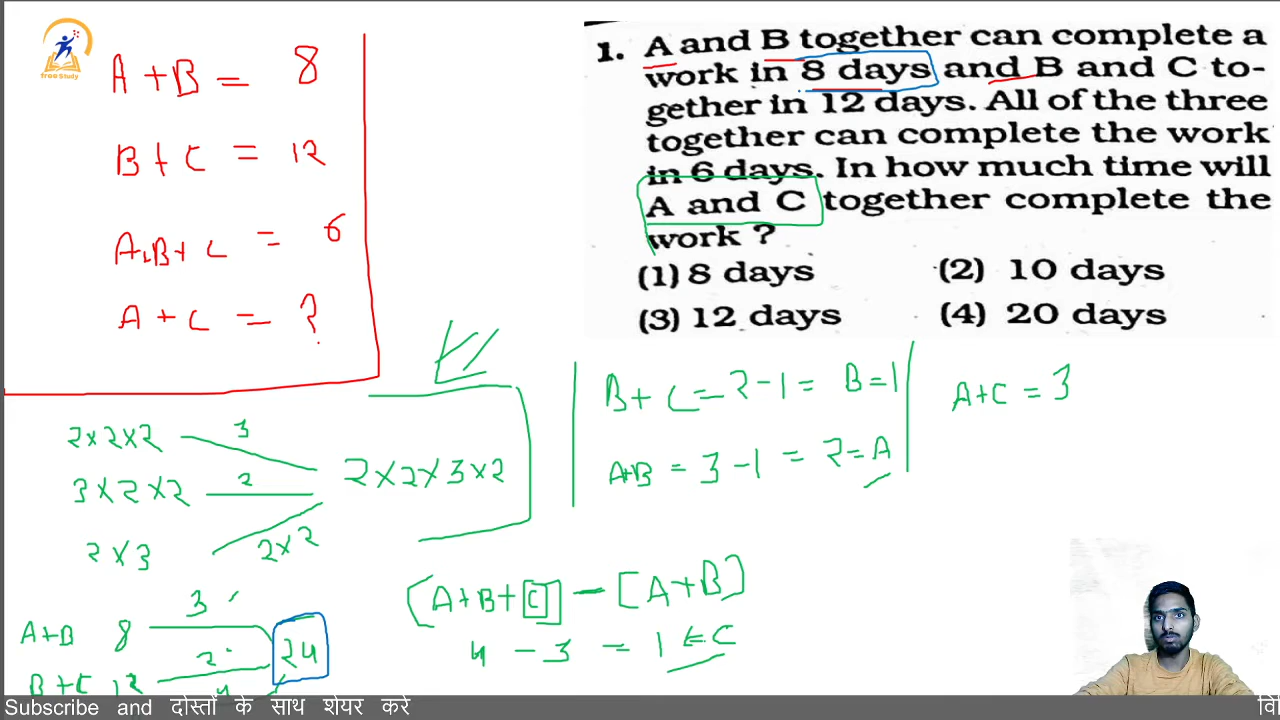 free Study
A + B = 8
B + C = 12
A+B+ C = 6
A + C = ?
1. A and B together can complete a
work in 8 days and B and C to-
gether in 12 days. All of the three
together can complete the work
in 6 days. In how much time will
A and C together complete the
work ?
(1) 8 days (2) 10 days
(3) 12 days (4) 20 days
2×2×2 3
3×2×2 2 2×2×3×2
2×3 2×2
B + C = 2 - 1 = B = 1
A+B = 3 - 1 = 2 = A
A+C = 3
[A+B+C] - [A+B]
4 - 3 = 1 ← C
A+B 8 3
B+C 12 2 24
4
Subscribe and दोस्तों के साथ शेयर करे
वि